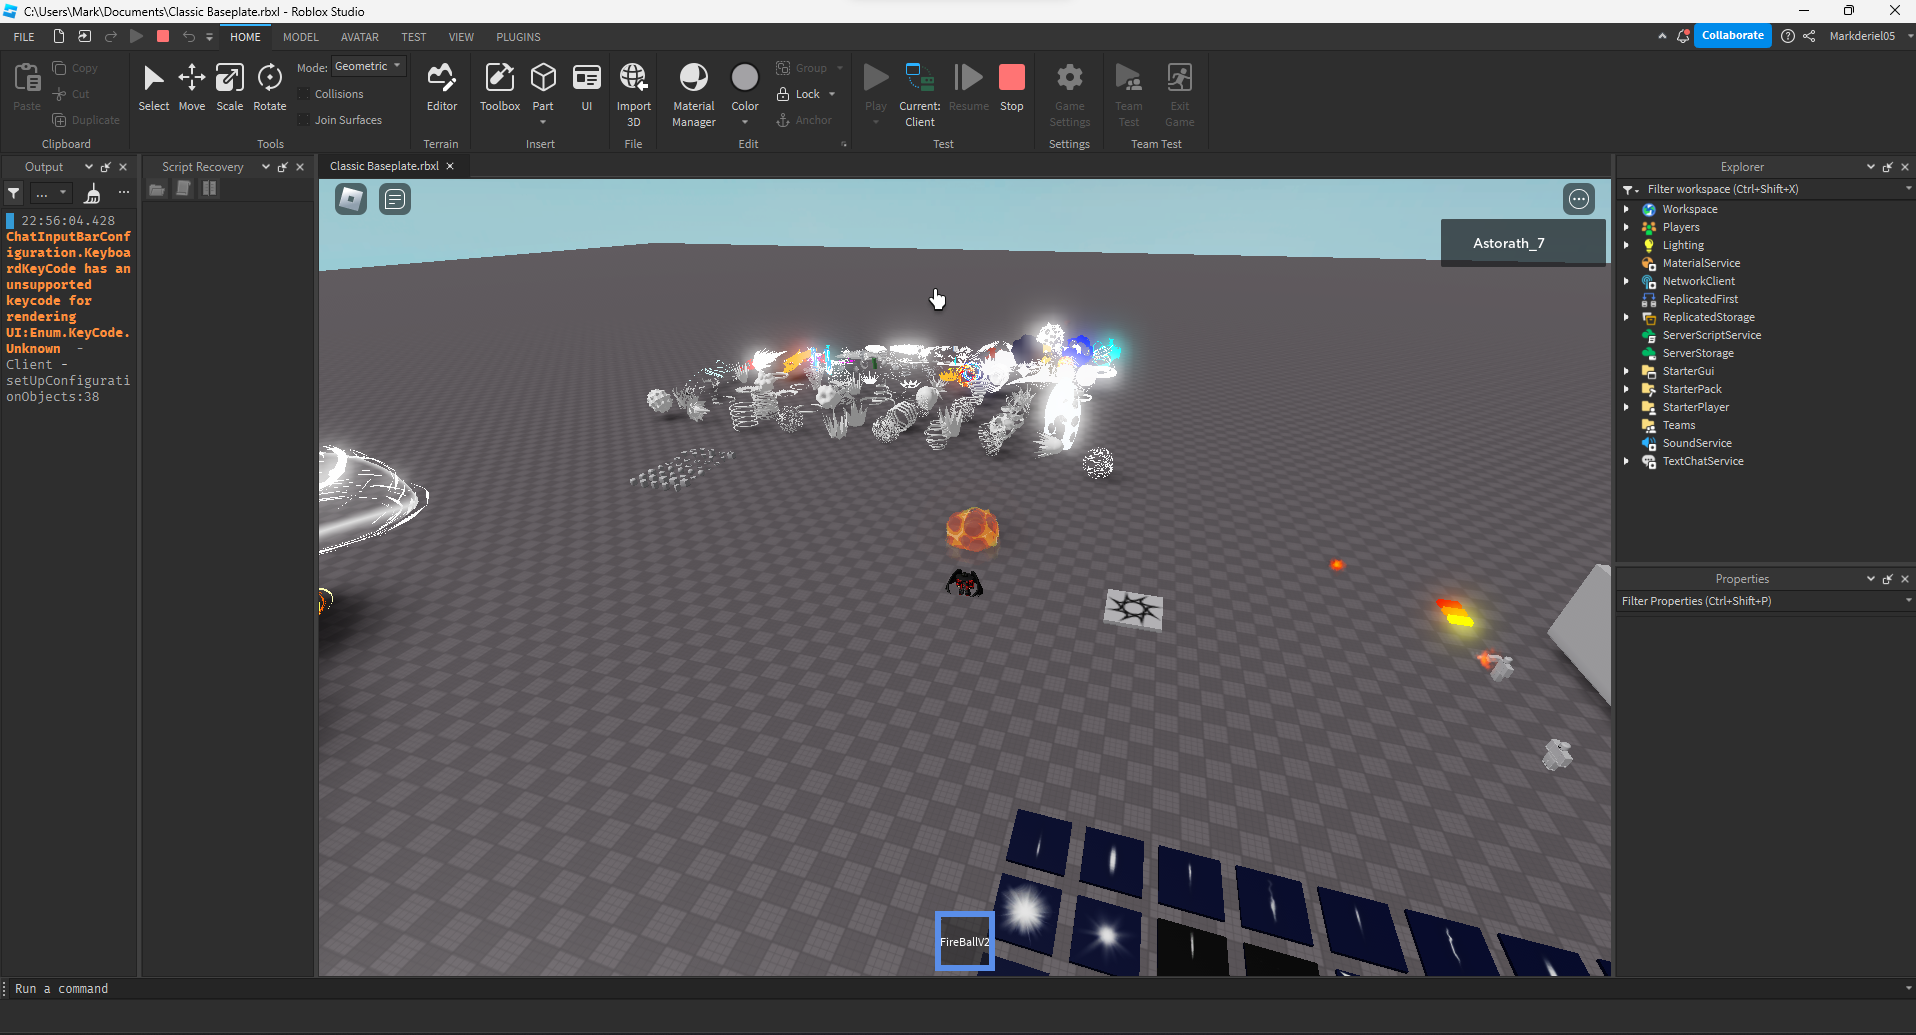 C:\Users\Mark\Documents\Classic Baseplate.rbxl - Roblox Studio
FILE
HOME
MODEL
AVATAR
TEST
VIEW
PLUGINS
Collaborate
Markderiel05
Paste
Copy
Cut
Duplicate
Clipboard
Select
Move
Scale
Rotate
Mode: Geometric
Collisions
Join Surfaces
Tools
Editor
Terrain
Toolbox
Part
UI
Insert
Import
3D
File
Material
Manager
Color
Group
Lock
Anchor
Edit
Play
Current:
Client
Resume
Stop
Test
Game
Settings
Settings
Team
Test
Exit
Game
Team Test
Output
Script Recovery
Classic Baseplate.rbxl
...
22:56:04.428
ChatInputBarConf
iguration.Keyboa
rdKeyCode has an
unsupported
keycode for
rendering
UI:Enum.KeyCode.
Unknown  -
Client -
setUpConfigurati
onObjects:38
Astorath_7
FireBallV2
Explorer
Filter workspace (Ctrl+Shift+X)
Workspace
Players
Lighting
MaterialService
NetworkClient
ReplicatedFirst
ReplicatedStorage
ServerScriptService
ServerStorage
StarterGui
StarterPack
StarterPlayer
Teams
SoundService
TextChatService
Properties
Filter Properties (Ctrl+Shift+P)
Run a command